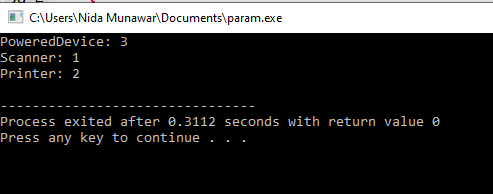 C:\Users\Nida Munawar\Documents\param.exe
PoweredDevice: 3
Scanner: 1
Printer: 2
--------------------------------
Process exited after 0.3112 seconds with return value 0
Press any key to continue . . .